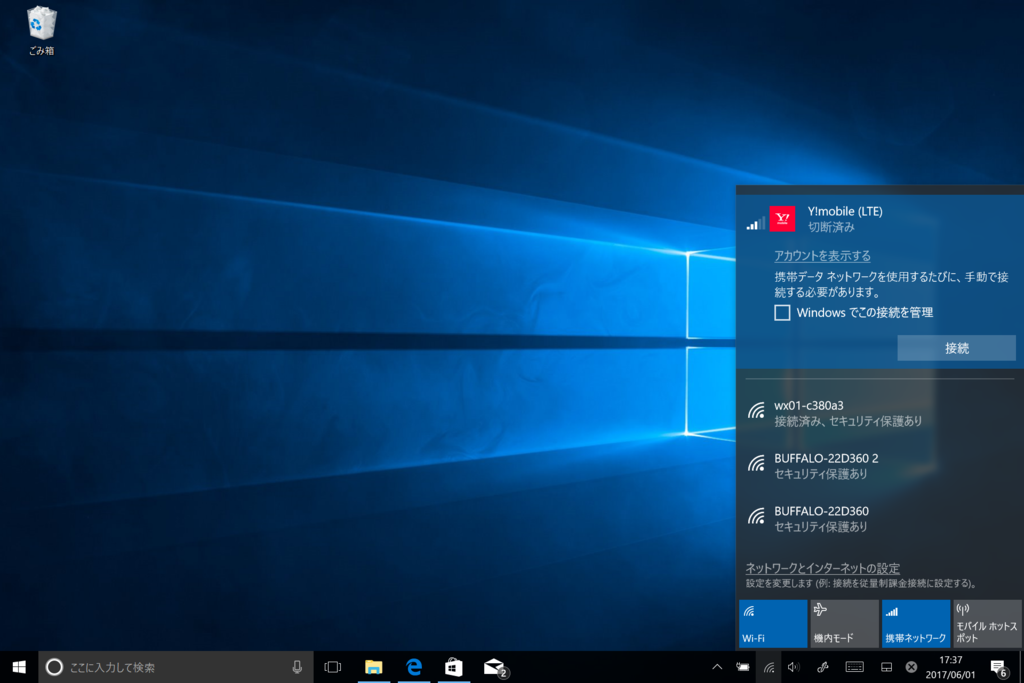 ごみ箱
Y!
Y!mobile (LTE)
切断済み
アカウントを表示する
携帯データ ネットワークを使用するたびに、手動で接
続する必要があります。
Windows でこの接続を管理
接続
wx01-c380a3
接続済み、セキュリティ保護あり
BUFFALO-22D360 2
セキュリティ保護あり
BUFFALO-22D360
セキュリティ保護あり
ネットワークとインターネットの設定
設定を変更します (例: 接続を従量制課金接続に設定する)。
Wi-Fi
機内モード
携帯ネットワーク
モバイル ホットス
ポット
ここに入力して検索
2
17:37
2017/06/01
6